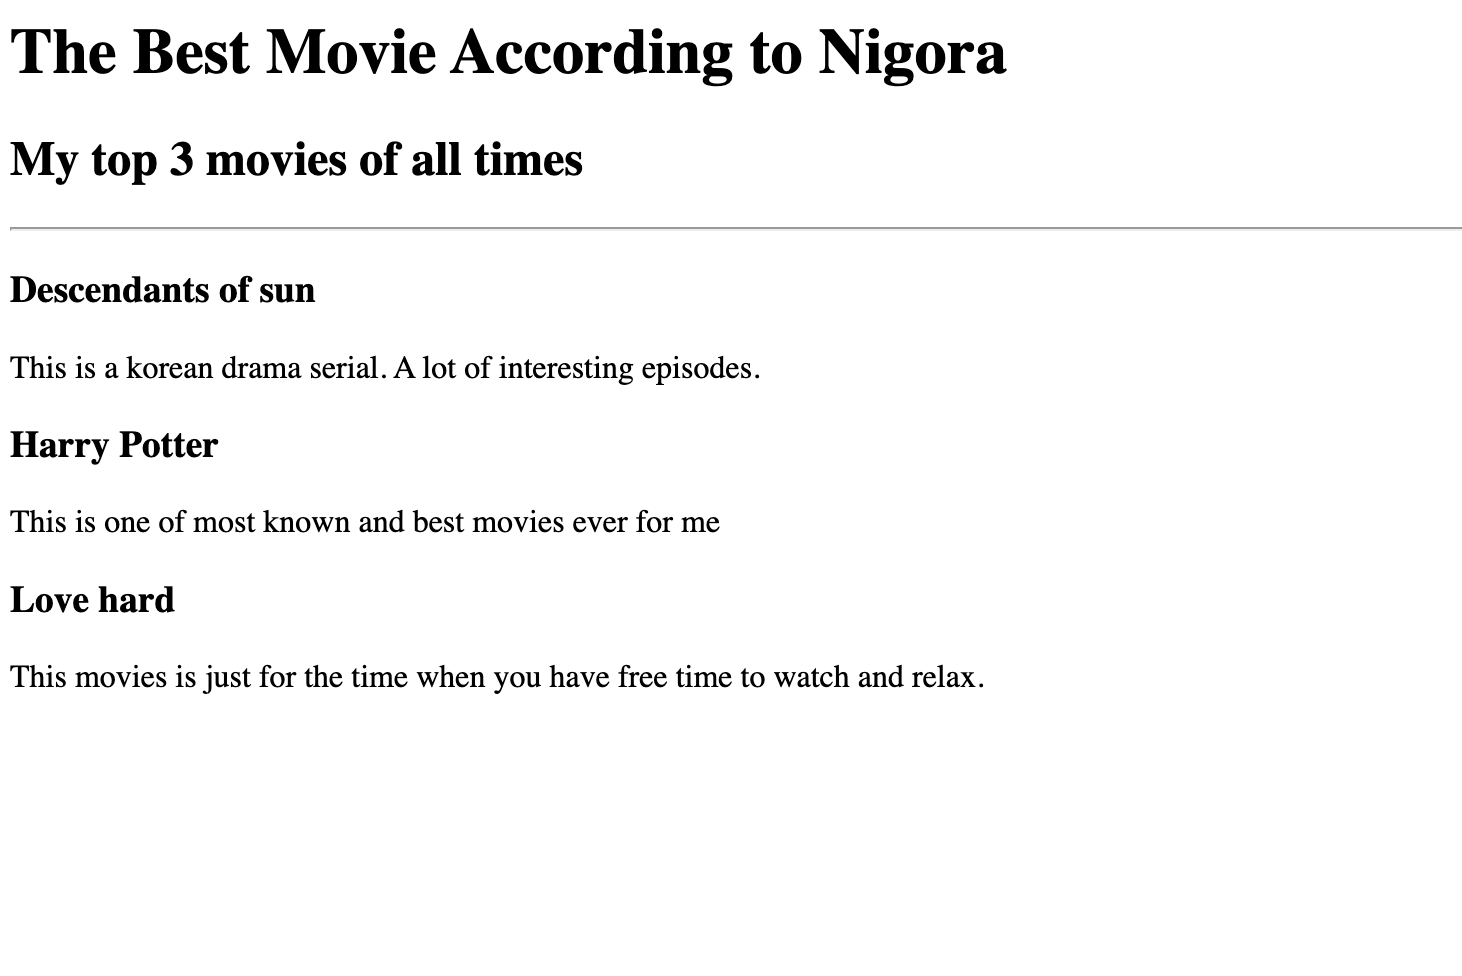 The Best Movie According to Nigora
My top 3 movies of all times
Descendants of sun
This is a korean drama serial. A lot of interesting episodes.
Harry Potter
This is one of most known and best movies ever for me
Love hard
This movies is just for the time when you have free time to watch and relax.